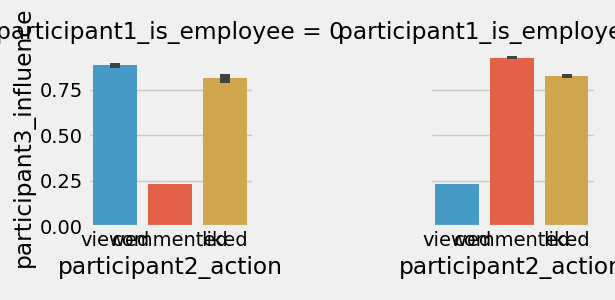 participant1_is_employee = 0
participant1_is_employe
participant3_influence
0.75
0.50
0.25
0.00
viewed commented liked
viewed commented liked
participant2_action
participant2_action